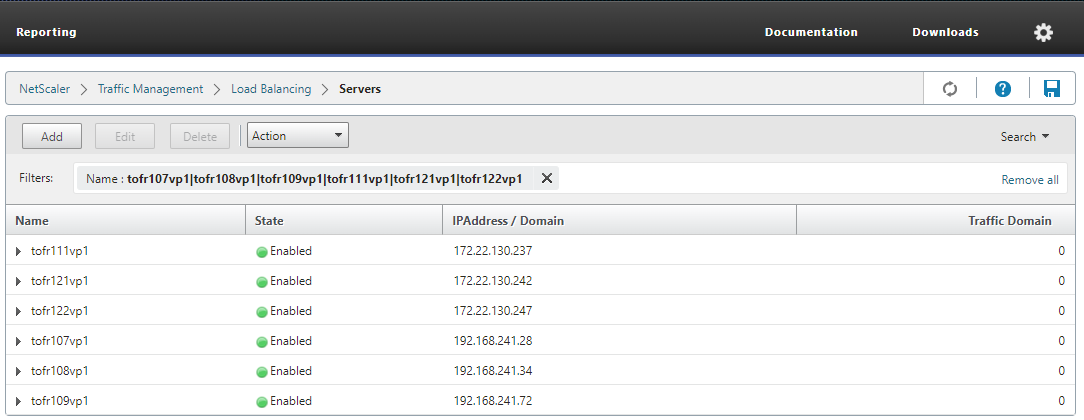 Reporting Documentation Downloads
NetScaler Traffic Management Load Balancing Servers
Add Edit Delete Action Search
Filters: Name : tofr107vp1|tofr108vp1|tofr109vp1|tofr111vp1|tofr121vp1|tofr122vp1 Remove all
Name State IPAddress / Domain Traffic Domain
tofr111vp1 Enabled 172.22.130.237 0
tofr121vp1 Enabled 172.22.130.242 0
tofr122vp1 Enabled 172.22.130.247 0
tofr107vp1 Enabled 192.168.241.28 0
tofr108vp1 Enabled 192.168.241.34 0
tofr109vp1 Enabled 192.168.241.72 0